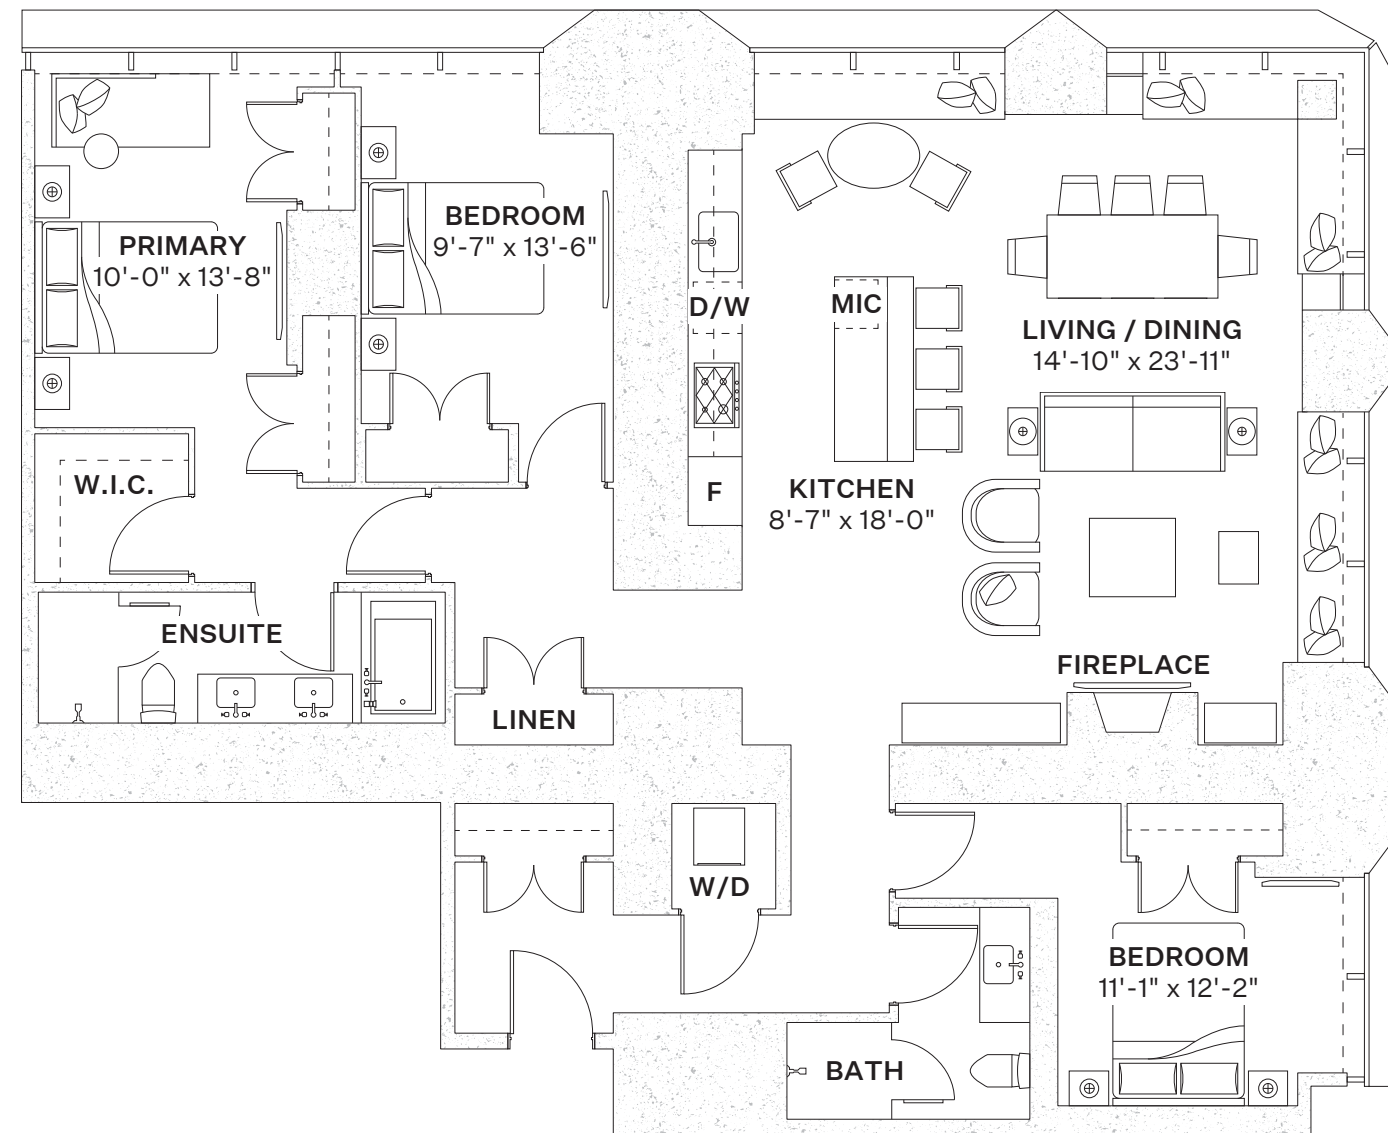 BEDROOM
9'-7" x 13'-6"
PRIMARY
10'-0" x 13'-8"
D/W
MIC
LIVING / DINING
14'-10" x 23'-11"
W.I.C.
F
KITCHEN
8'-7" x 18'-0"
ENSUITE
FIREPLACE
LINEN
W/D
BEDROOM
11'-1" x 12'-2"
BATH